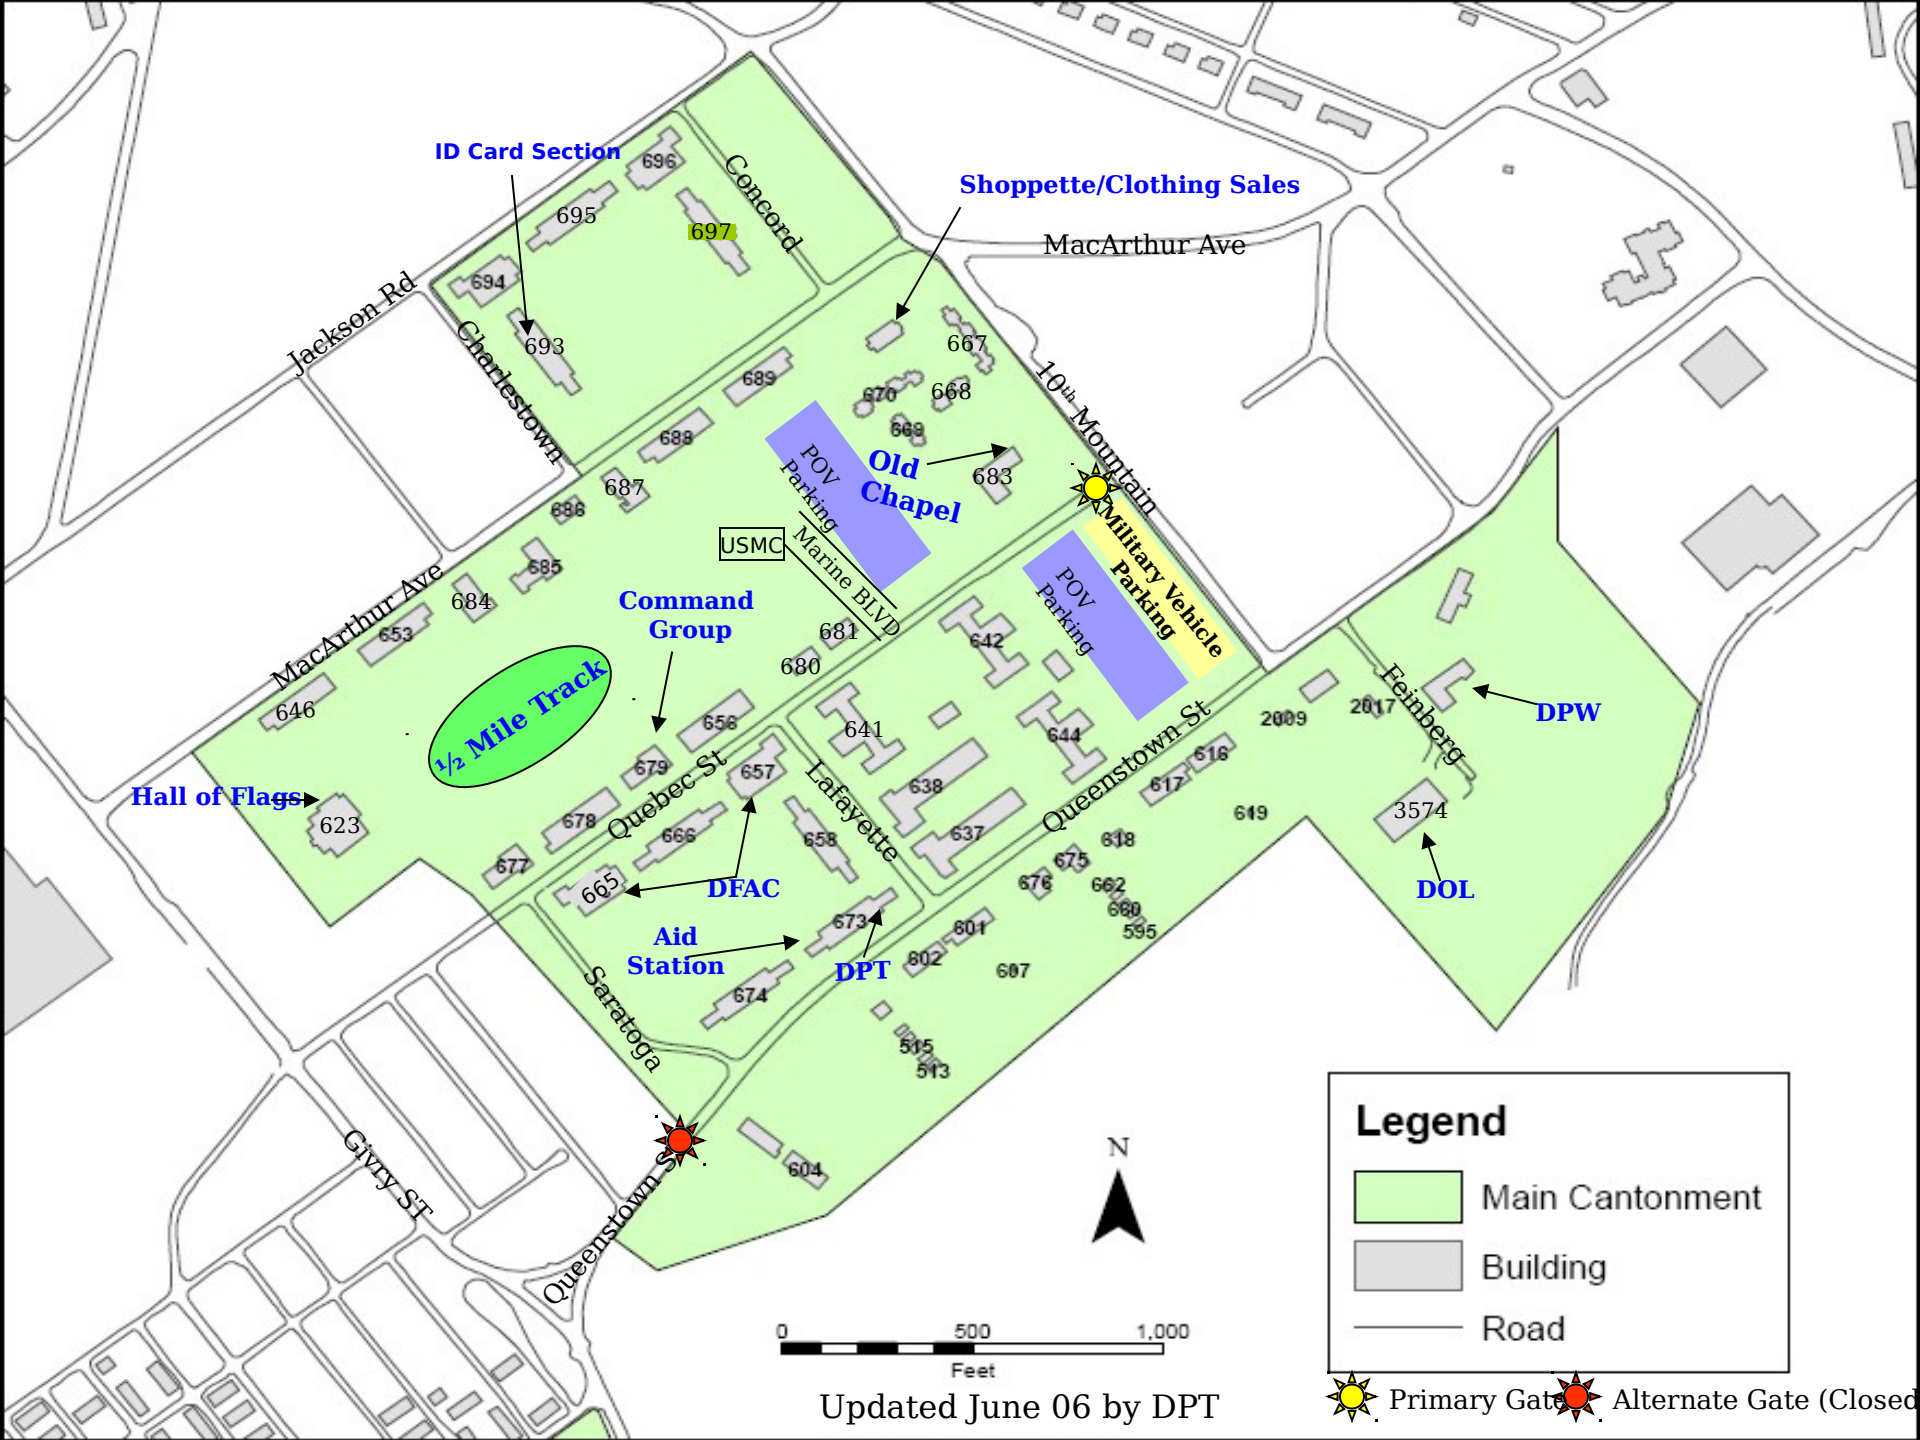 ID Card Section
696
Concord
695
697
Shoppette/Clothing Sales
MacArthur Ave
694
Jackson Rd
Charlestown
693
667
10th Mountain
689
670
668
669
688
POV
Parking
Old
Chapel
683
687
686
USMC
Marine BLVD
Military Vehicle
Parking
685
POV
Parking
MacArthur Ave
684
Command
Group
653
681
642
680
½ Mile Track
646
656
641
644
Queenstown St
2009
2017
Feinberg
DPW
679
Quebec St
657
Lafayette
616
617
638
Hall of Flags
623
678
666
658
637
619
3574
618
677
675
665
DFAC
676
662
DOL
660
595
673
601
Aid
Station
DPT
602
607
674
Saratoga
515
513
Givry ST
604
Queenstown S
N
Legend
Main Cantonment
Building
Road
0 500 1,000
Feet
Updated June 06 by DPT
Primary Gate
Alternate Gate (Closed